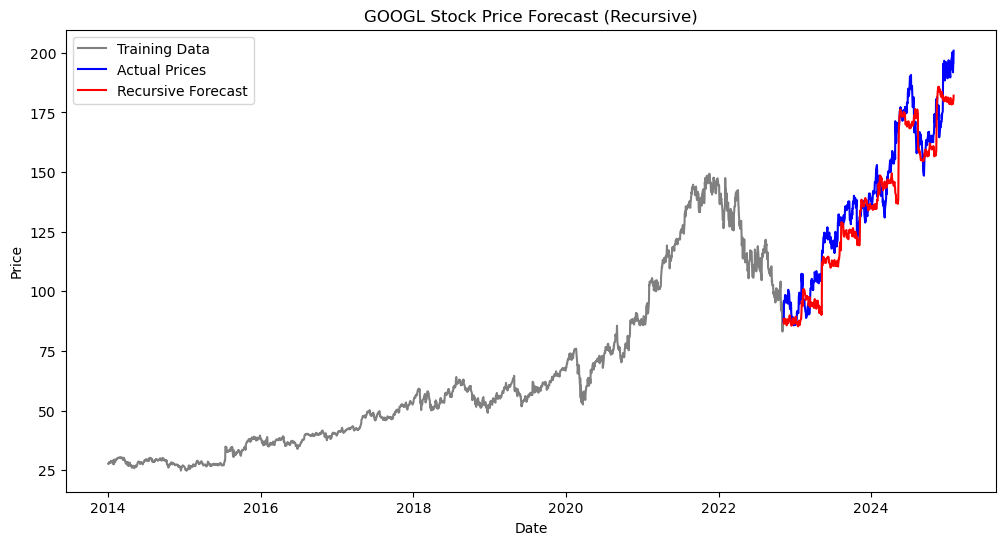 GOOGL Stock Price Forecast (Recursive)
Training Data
Actual Prices
Recursive Forecast
Price
200
175
150
125
100
75
50
25
2014
2016
2018
2020
2022
2024
Date